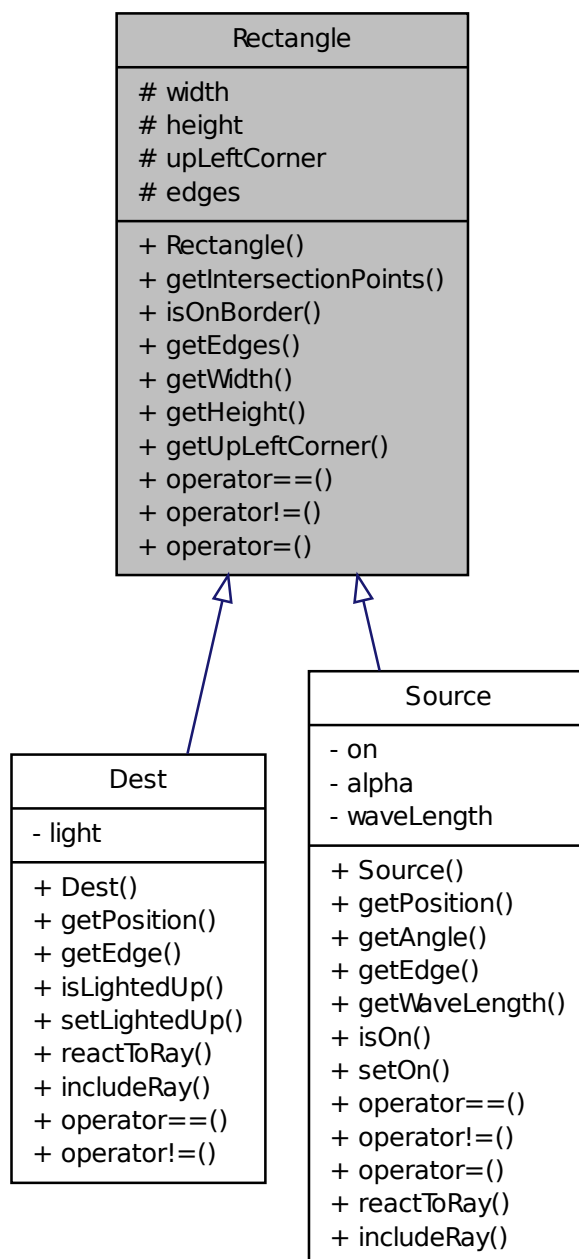 Rectangle
# width
# height
# upLeftCorner
# edges
+ Rectangle()
+ getIntersectionPoints()
+ isOnBorder()
+ getEdges()
+ getWidth()
+ getHeight()
+ getUpLeftCorner()
+ operator==()
+ operator!=()
+ operator=()
Dest
- light
+ Dest()
+ getPosition()
+ getEdge()
+ isLightedUp()
+ setLightedUp()
+ reactToRay()
+ includeRay()
+ operator==()
+ operator!=()
Source
- on
- alpha
- waveLength
+ Source()
+ getPosition()
+ getAngle()
+ getEdge()
+ getWaveLength()
+ isOn()
+ setOn()
+ operator==()
+ operator!=()
+ operator=()
+ reactToRay()
+ includeRay()